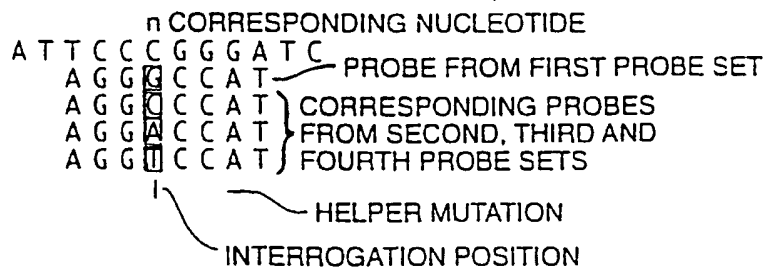 n CORRESPONDING NUCLEOTIDE
A T T C C C C G G G A T C
A G G G C C A T PROBE FROM FIRST PROBE SET
A G G C C C A T CORRESPONDING PROBES
A G G A C C A T FROM SECOND, THIRD AND
A G G T C C A T FOURTH PROBE SETS
I
HELPER MUTATION
INTERROGATION POSITION